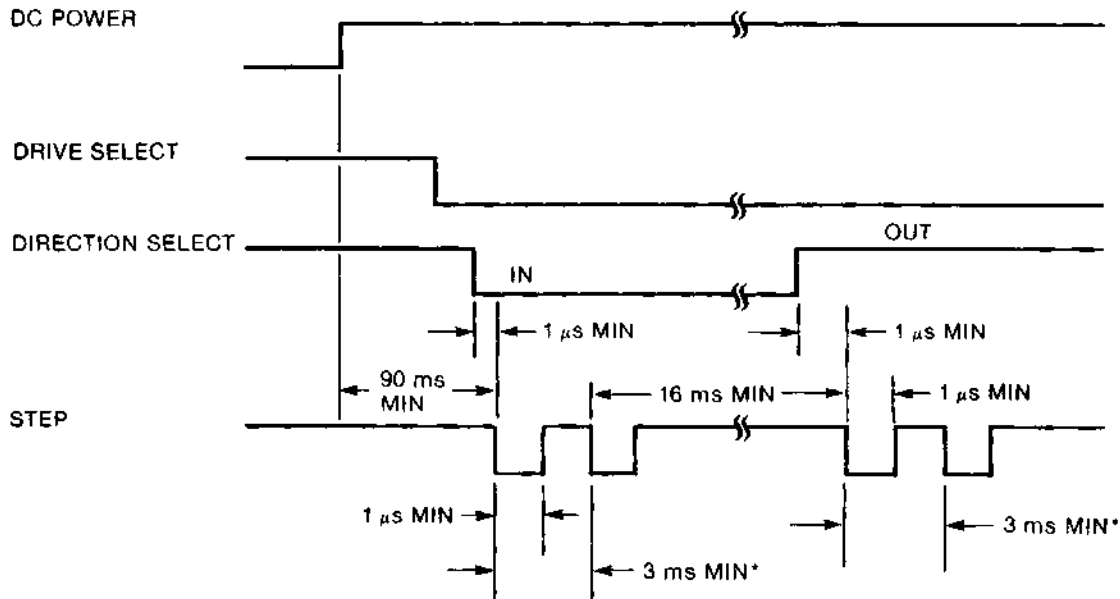 DC POWER
DRIVE SELECT
DIRECTION SELECT
OUT
IN
1 μs MIN
1 μs MIN
90 ms
MIN
16 ms MIN
1 μs MIN
STEP
1 μs MIN
3 ms MIN*
3 ms MIN*